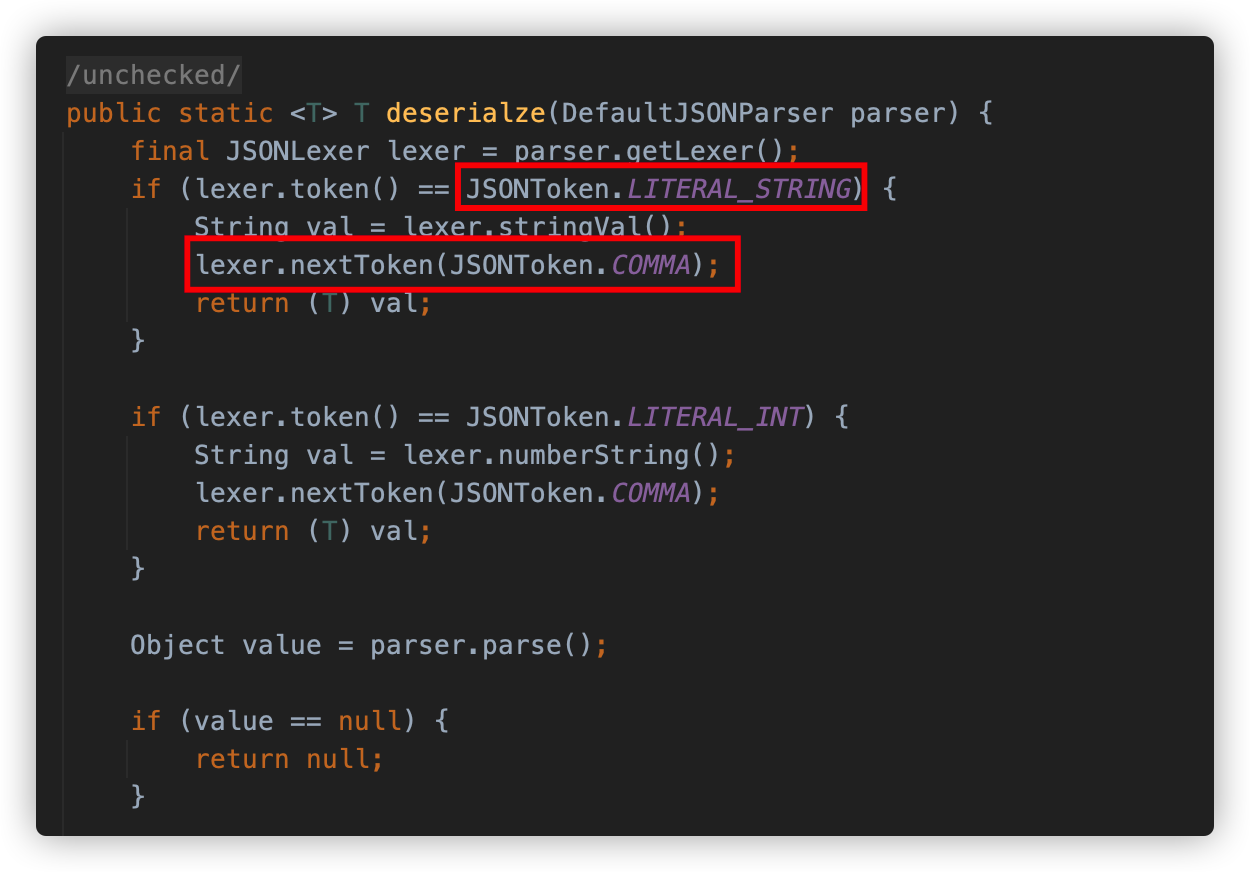 /unchecked/
public static <T> T deserialze(DefaultJSONParser parser) {
final JSONLexer lexer = parser.getLexer();
if (lexer.token() == JSONToken.LITERAL_STRING) {
String val = lexer.stringVal();
lexer.nextToken(JSONToken.COMMA);
return (T) val;
}
if (lexer.token() == JSONToken.LITERAL_INT) {
String val = lexer.numberString();
lexer.nextToken(JSONToken.COMMA);
return (T) val;
}
Object value = parser.parse();
if (value == null) {
return null;
}